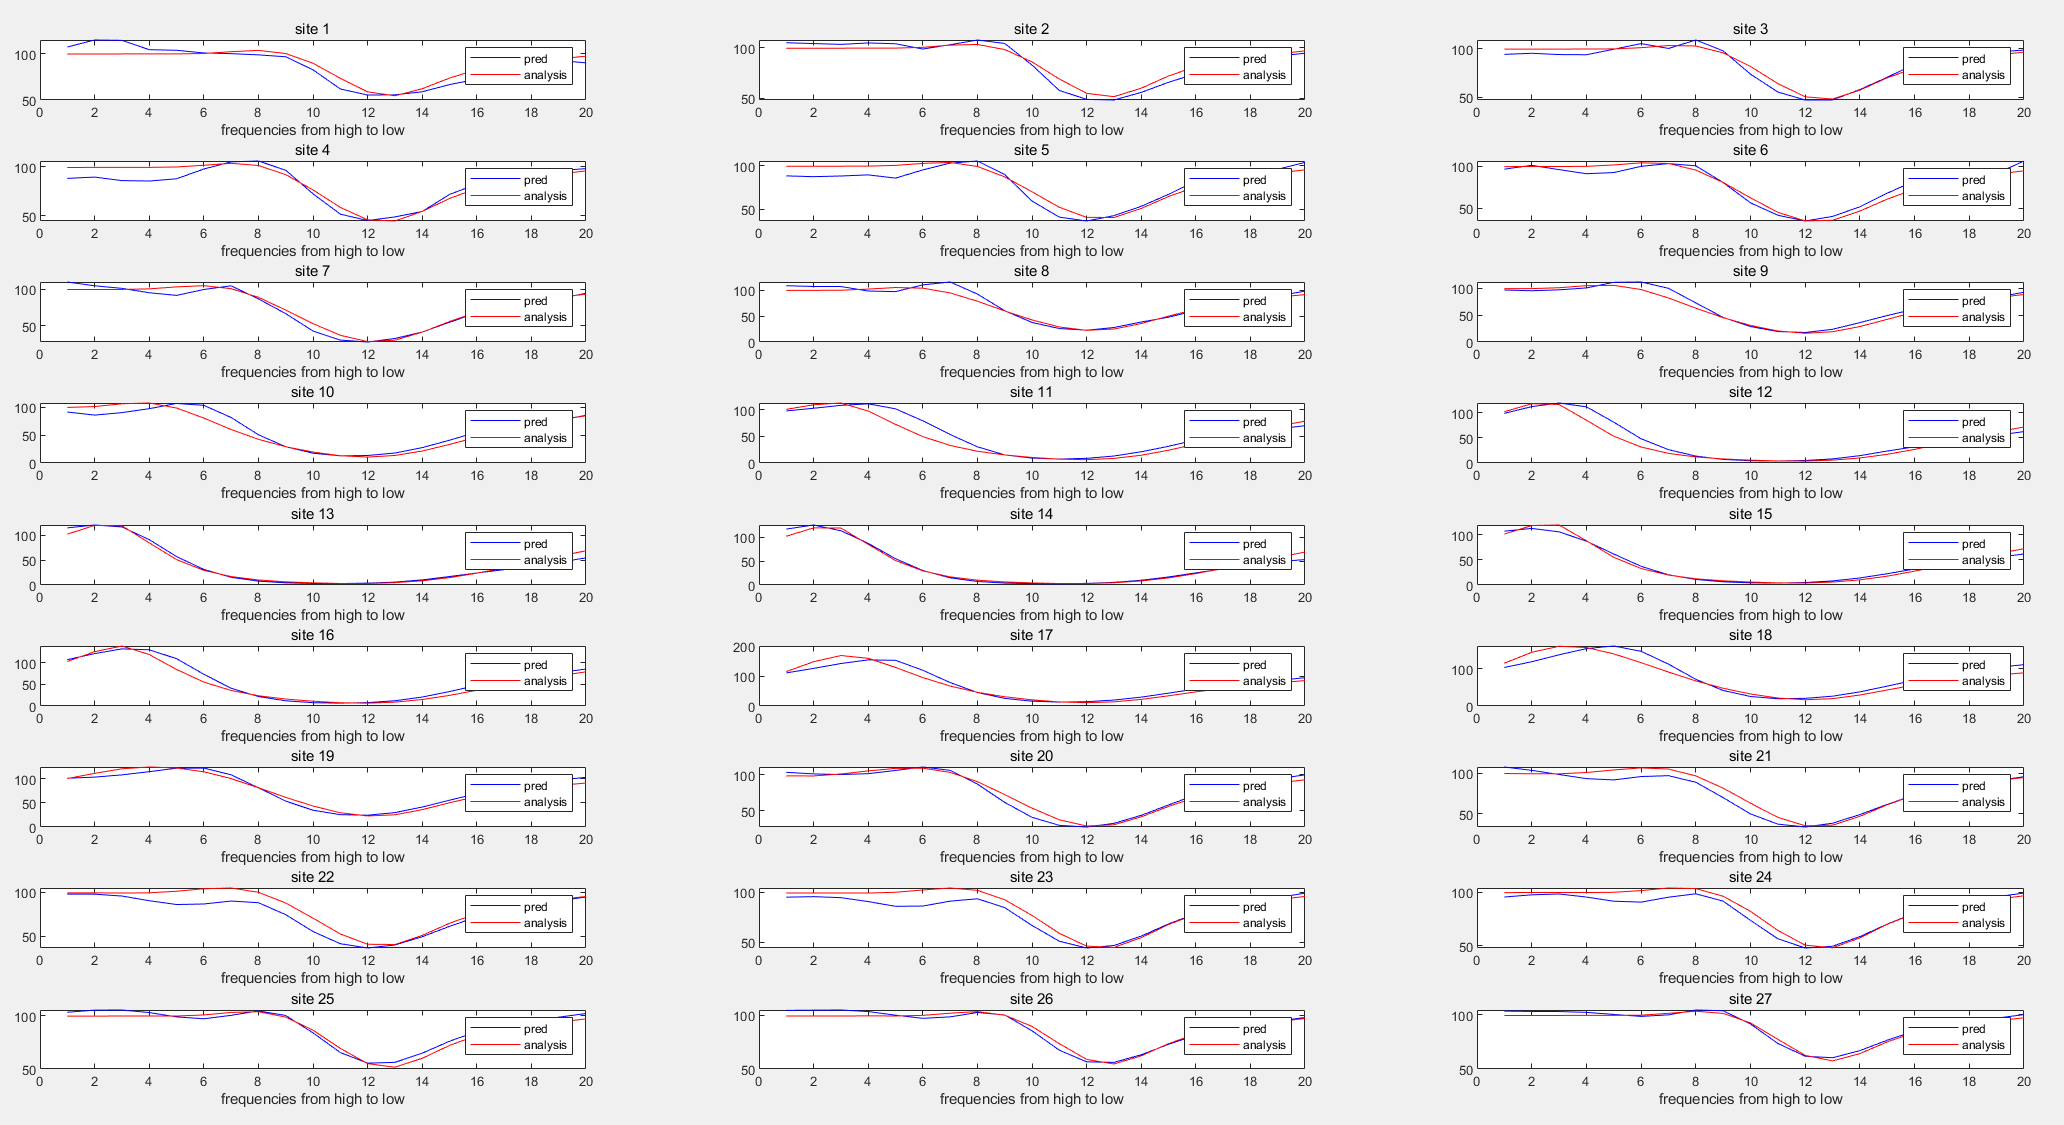 site 1
100
pred
analysis
50
0 2 4 6 8 10 12 14 16 18 20
frequencies from high to low
site 2
100
pred
analysis
50
0 2 4 6 8 10 12 14 16 18 20
frequencies from high to low
site 3
100
pred
analysis
50
0 2 4 6 8 10 12 14 16 18 20
frequencies from high to low
site 4
100
pred
analysis
50
0 2 4 6 8 10 12 14 16 18 20
frequencies from high to low
site 5
100
pred
analysis
50
0 2 4 6 8 10 12 14 16 18 20
frequencies from high to low
site 6
100
pred
analysis
50
0 2 4 6 8 10 12 14 16 18 20
frequencies from high to low
site 7
100
pred
analysis
50
0 2 4 6 8 10 12 14 16 18 20
frequencies from high to low
site 8
100
pred
analysis
50
0
0 2 4 6 8 10 12 14 16 18 20
frequencies from high to low
site 9
100
pred
analysis
50
0
0 2 4 6 8 10 12 14 16 18 20
frequencies from high to low
site 10
100
pred
analysis
50
0
0 2 4 6 8 10 12 14 16 18 20
frequencies from high to low
site 11
100
pred
analysis
50
0
0 2 4 6 8 10 12 14 16 18 20
frequencies from high to low
site 12
100
pred
analysis
50
0
0 2 4 6 8 10 12 14 16 18 20
frequencies from high to low
site 13
100
pred
analysis
50
0
0 2 4 6 8 10 12 14 16 18 20
frequencies from high to low
site 14
100
pred
analysis
50
0
0 2 4 6 8 10 12 14 16 18 20
frequencies from high to low
site 15
100
pred
analysis
50
0
0 2 4 6 8 10 12 14 16 18 20
frequencies from high to low
site 16
100
pred
analysis
50
0
0 2 4 6 8 10 12 14 16 18 20
frequencies from high to low
site 17
200
pred
100
analysis
0
0 2 4 6 8 10 12 14 16 18 20
frequencies from high to low
site 18
100
pred
analysis
0
0 2 4 6 8 10 12 14 16 18 20
frequencies from high to low
site 19
100
pred
analysis
50
0
0 2 4 6 8 10 12 14 16 18 20
frequencies from high to low
site 20
100
pred
analysis
50
0 2 4 6 8 10 12 14 16 18 20
frequencies from high to low
site 21
100
pred
analysis
50
0 2 4 6 8 10 12 14 16 18 20
frequencies from high to low
site 22
100
pred
analysis
50
0 2 4 6 8 10 12 14 16 18 20
frequencies from high to low
site 23
100
pred
analysis
50
0 2 4 6 8 10 12 14 16 18 20
frequencies from high to low
site 24
100
pred
analysis
50
0 2 4 6 8 10 12 14 16 18 20
frequencies from high to low
site 25
100
pred
analysis
50
0 2 4 6 8 10 12 14 16 18 20
frequencies from high to low
site 26
100
pred
analysis
50
0 2 4 6 8 10 12 14 16 18 20
frequencies from high to low
site 27
100
pred
analysis
50
0 2 4 6 8 10 12 14 16 18 20
frequencies from high to low